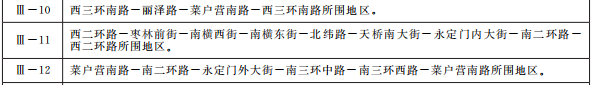 Ⅲ－10 西三环南路－丽泽路－菜户营南路－西三环南路所围地区。
Ⅲ－11 西二环路－枣林前街－南横西街－南横东街－北纬路－天桥南大街－永定门内大街－南二环路－
西二环路所围地区。
Ⅲ－12 菜户营南路－南二环路－永定门外大街－南三环中路－南三环西路－菜户营南路所围地区。